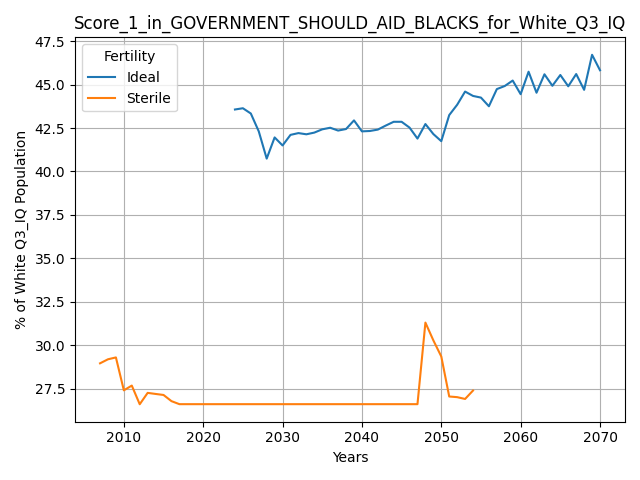 Score_1_in_GOVERNMENT_SHOULD_AID_BLACKS_for_White_Q3_IQ
47.5
45.0
42.5
40.0
37.5
35.0
32.5
30.0
27.5
% of White Q3_IQ Population
Fertility
Ideal
Sterile
2010 2020 2030 2040 2050 2060 2070
Years